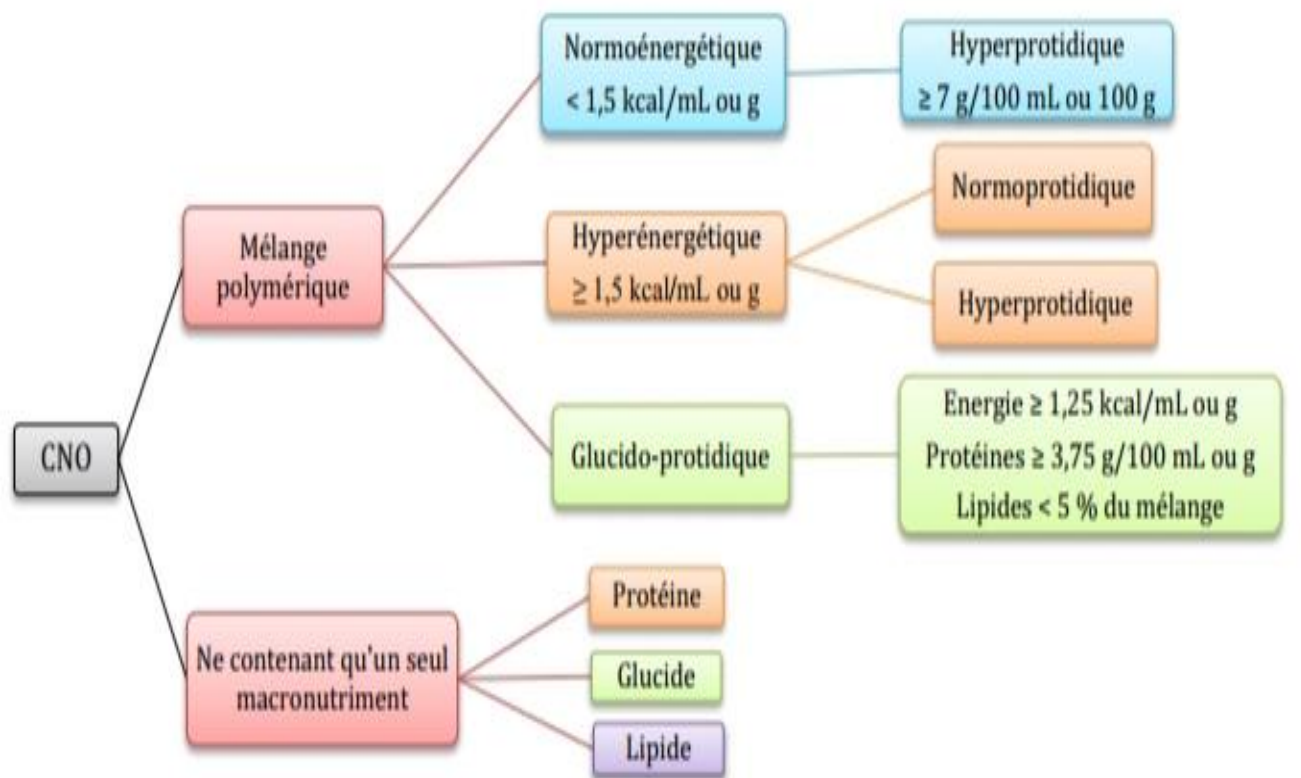 CNO
Mélange
polymérique
Normoénergétique
< 1,5 kcal/mL ou g
Hyperprotidique
≥ 7 g/100 mL ou 100 g
Hyperénergétique
≥ 1,5 kcal/mL ou g
Normoprotidique
Hyperprotidique
Glucido-protidique
Energie ≥ 1,25 kcal/mL ou g
Protéines ≥ 3,75 g/100 mL ou g
Lipides < 5 % du mélange
Ne contenant qu'un seul
macronutriment
Protéine
Glucide
Lipide